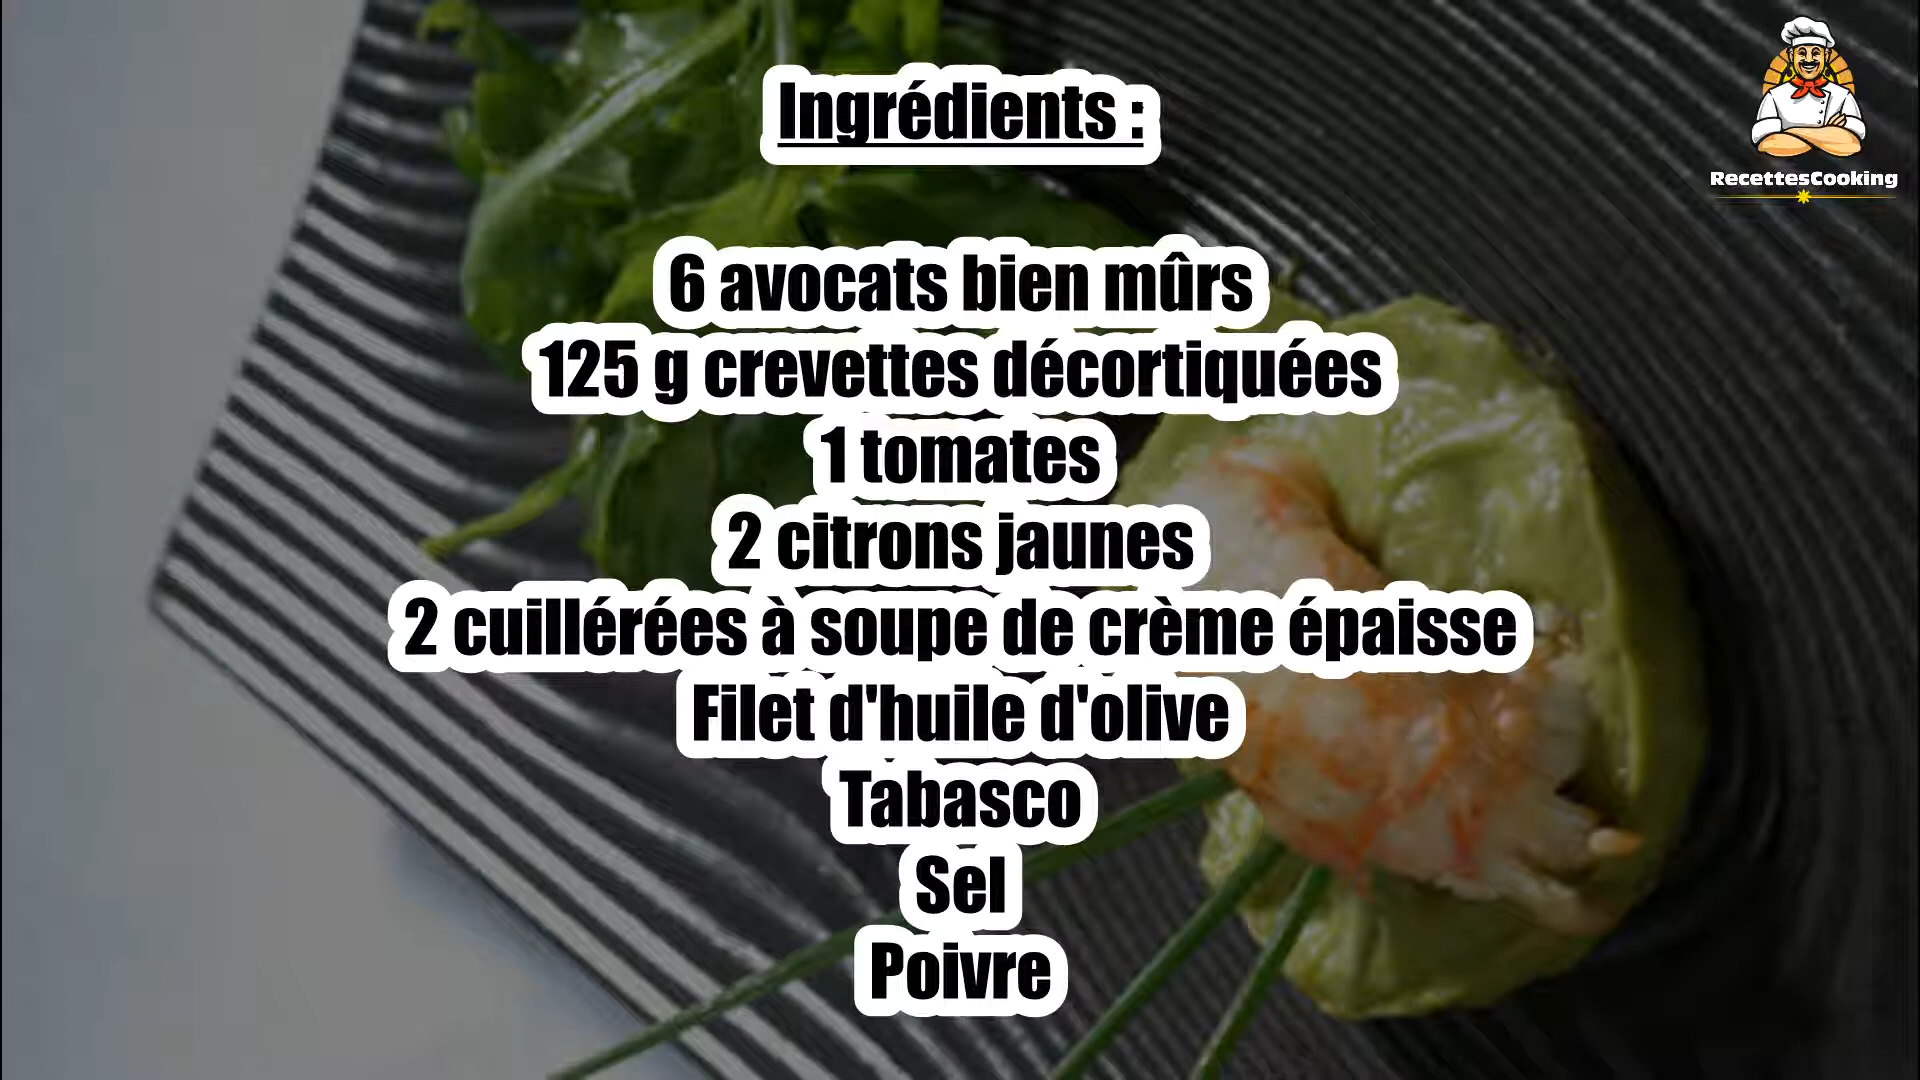 Ingrédients :
RecettesCooking
6 avocats bien mûrs
125 g crevettes décortiquées
1 tomates
2 citrons jaunes
2 cuillérées à soupe de crème épaisse
Filet d'huile d'olive
Tabasco
Sel
Poivre